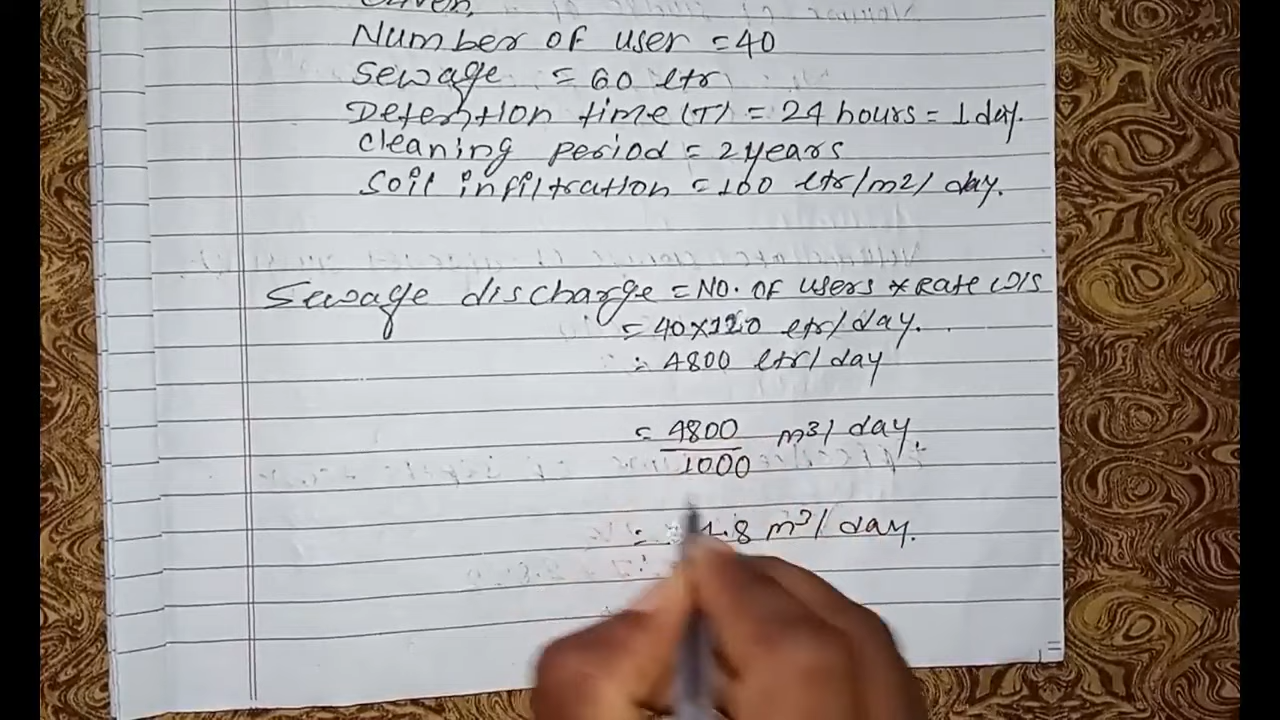 Given,
Number of user = 40
Sewage = 60 ltr
Detention time (T) = 24 hours = 1 day.
cleaning period = 2 years
Soil infiltration = 100 ltr/m2/ day.
Sewage discharge = NO. of users * Rate w/s
= 40x120 ltr/day.
= 4800 ltr/ day
= 4800 m3/ day.
1000
= 4.8 m3/ day.